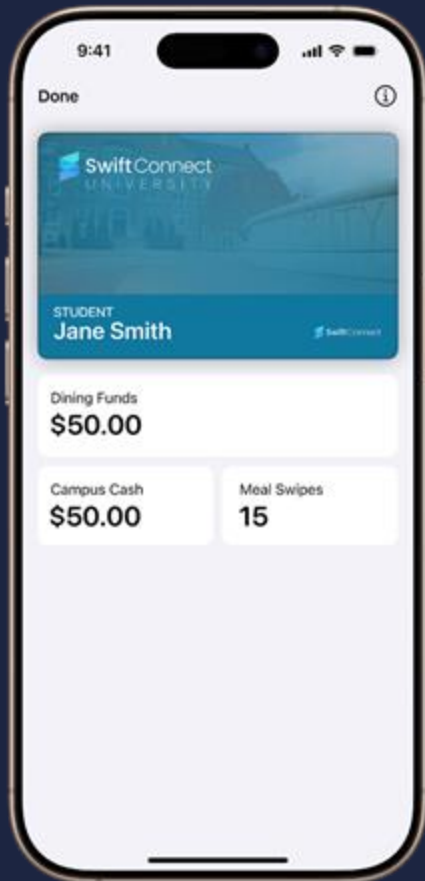 9:41
Done
SwiftConnect
UNIVERSITY
STUDENT
Jane Smith
SwiftConnect
Dining Funds
$50.00
Campus Cash
$50.00
Meal Swipes
15